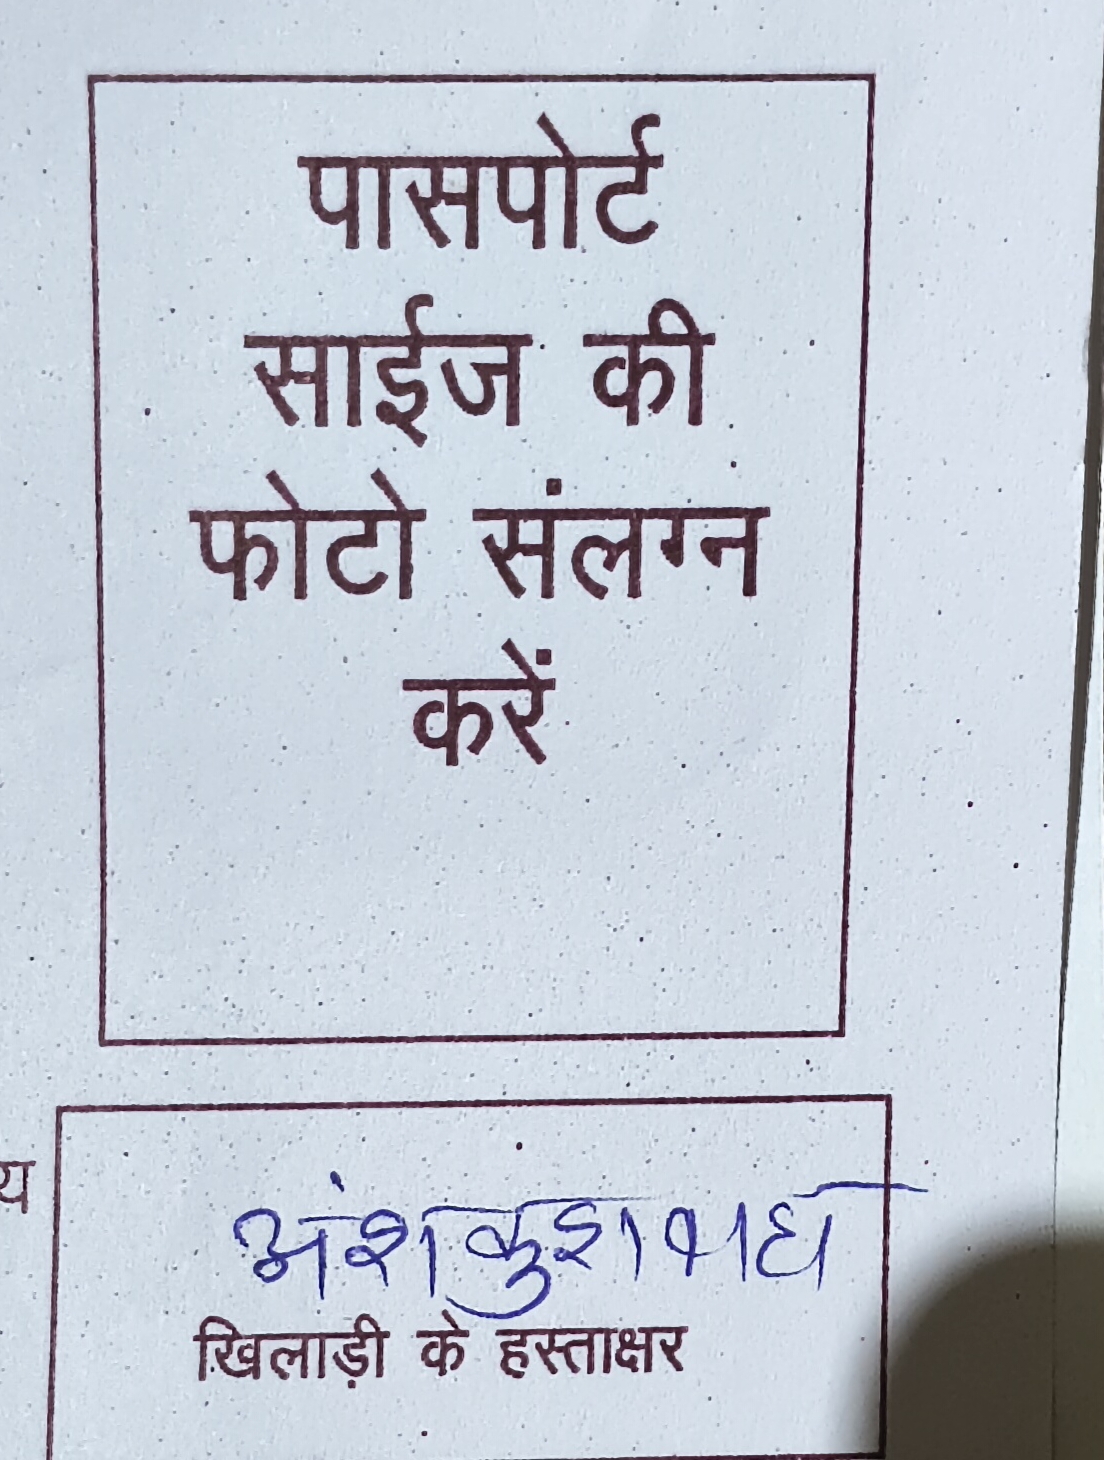 पासपोर्ट
साईज की
फोटो संलग्न
करें
य
अंश कुशवाह
खिलाड़ी के हस्ताक्षर